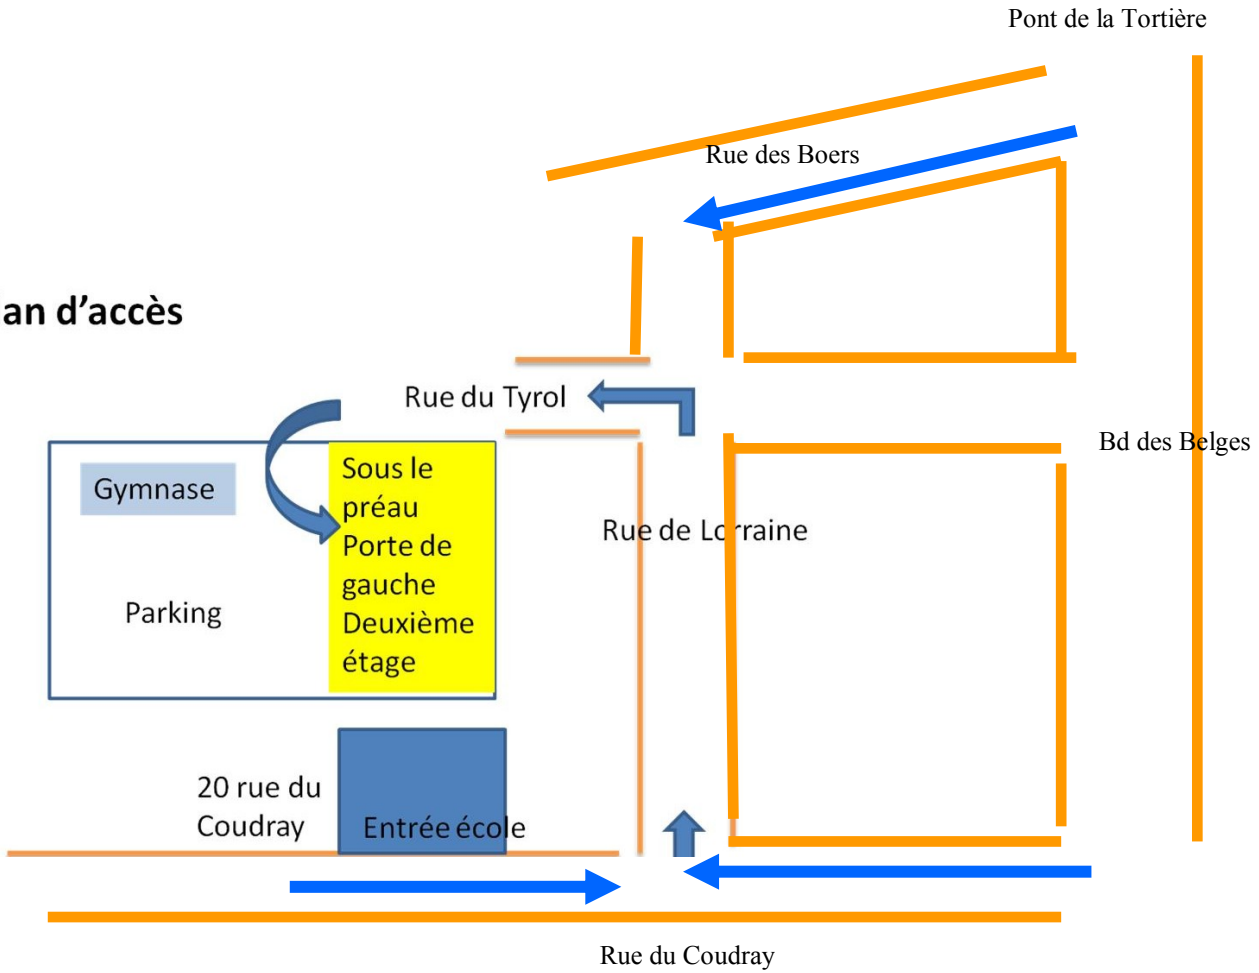 Pont de la Tortière
Rue des Boers
an d’accès
Rue du Tyrol
Bd des Belges
Gymnase
Sous le
préau
Porte de
gauche
Deuxième
étage
Rue de Lorraine
Parking
20 rue du
Coudray
Entrée école
Rue du Coudray